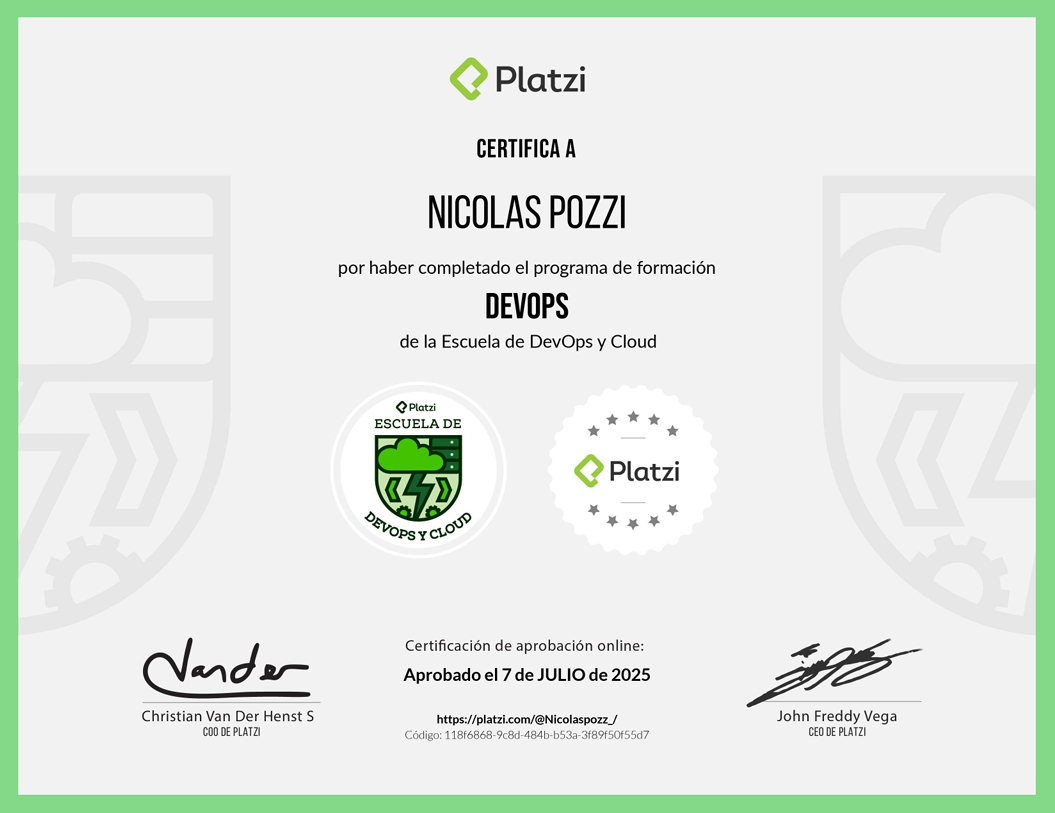 Platzi
CERTIFICA A
NICOLAS POZZI
por haber completado el programa de formación
DEVOPS
de la Escuela de DevOps y Cloud
Platzi
ESCUELA DE
DEVOPS Y CLOUD
Platzi
Vander
Christian Van Der Henst S
COO DE PLATZI
Certificación de aprobación online:
Aprobado el 7 de JULIO de 2025
https://platzi.com/@Nicolaspozz_/
Código: 118f6868-9c8d-484b-b53a-3f89f50f55d7
John Freddy Vega
CEO DE PLATZI